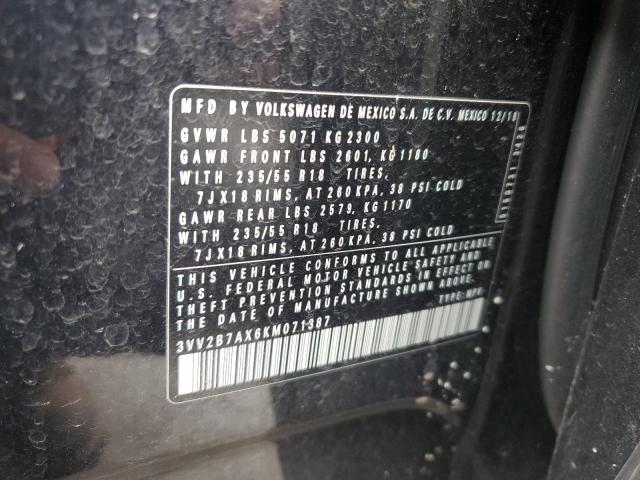 MFD BY VOLKSWAGEN DE MEXICO S.A. DE C.V. MEXICO 12/18
GVWR LBS 5071 KG 2300
GAWR FRONT LBS 2601, KG 1180
WITH 235/55 R18 TIRES,
7JX18 RIMS, AT 260 KPA, 38 PSI COLD
GAWR REAR LBS 2579, KG 1170
WITH 235/55 R18 TIRES,
7JX18 RIMS, AT 260 KPA, 38 PSI COLD
THIS VEHICLE CONFORMS TO ALL APPLICABLE
U.S. FEDERAL MOTOR VEHICLE SAFETY AND
THEFT PREVENTION STANDARDS IN EFFECT ON
THE DATE OF MANUFACTURE SHOWN ABOVE.
TYPE: MPV
3VV2B7AX6KM071387